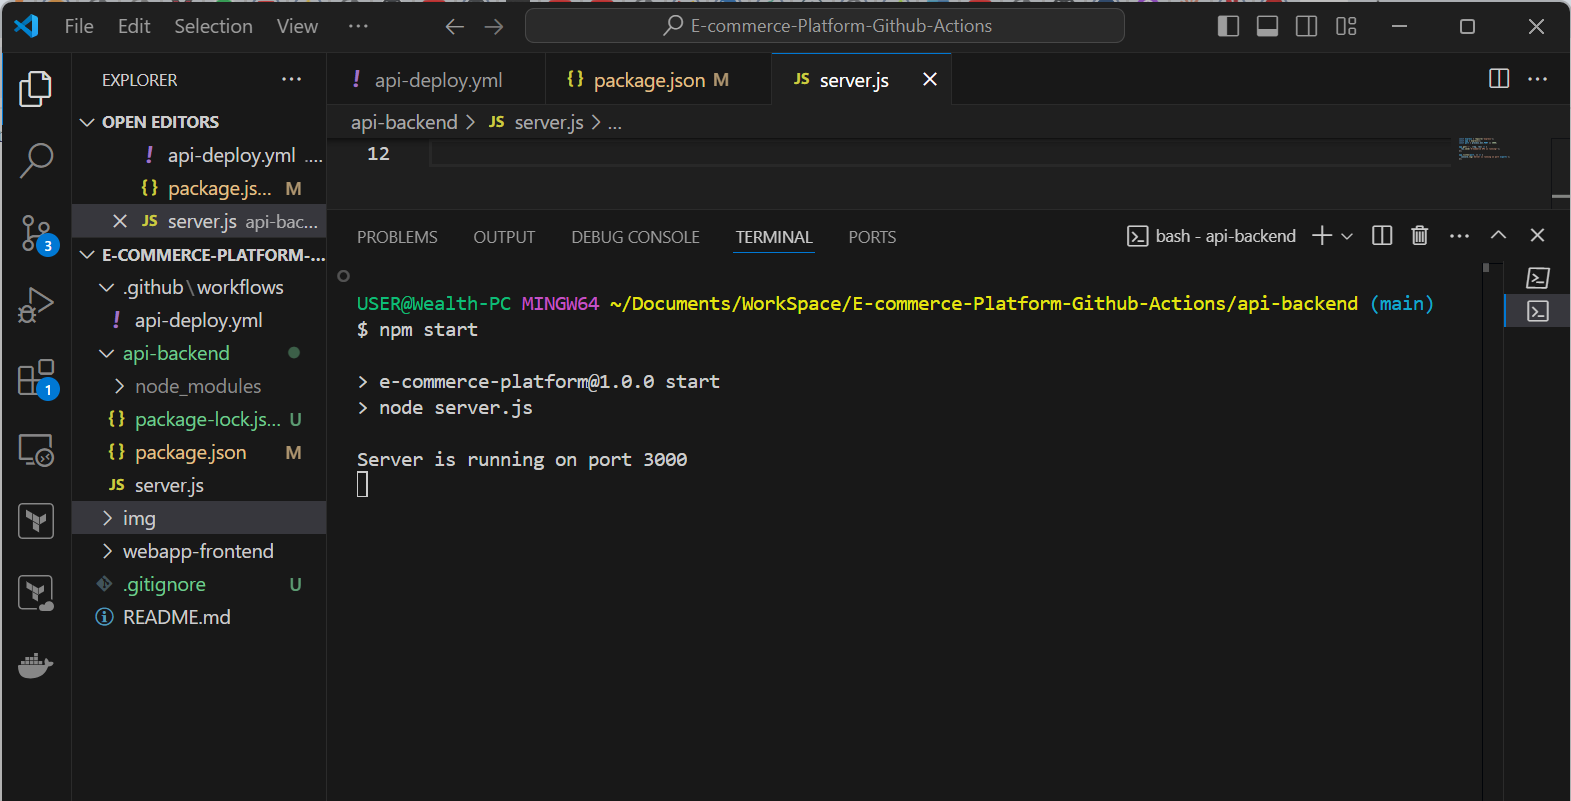 File Edit Selection View ···
E-commerce-Platform-Github-Actions
EXPLORER ···
OPEN EDITORS
! api-deploy.yml ....
{} package.js... M
JS server.js api-bac...
E-COMMERCE-PLATFORM-...
.github\workflows
! api-deploy.yml
api-backend
node_modules
{} package-lock.js... U
{} package.json M
JS server.js
img
webapp-frontend
.gitignore U
README.md
3
1
! api-deploy.yml
{} package.json M
JS server.js
api-backend > JS server.js > ...
12
PROBLEMS OUTPUT DEBUG CONSOLE TERMINAL PORTS
bash - api-backend
USER@Wealth-PC MINGW64 ~/Documents/WorkSpace/E-commerce-Platform-Github-Actions/api-backend (main)
$ npm start
> e-commerce-platform@1.0.0 start
> node server.js
Server is running on port 3000